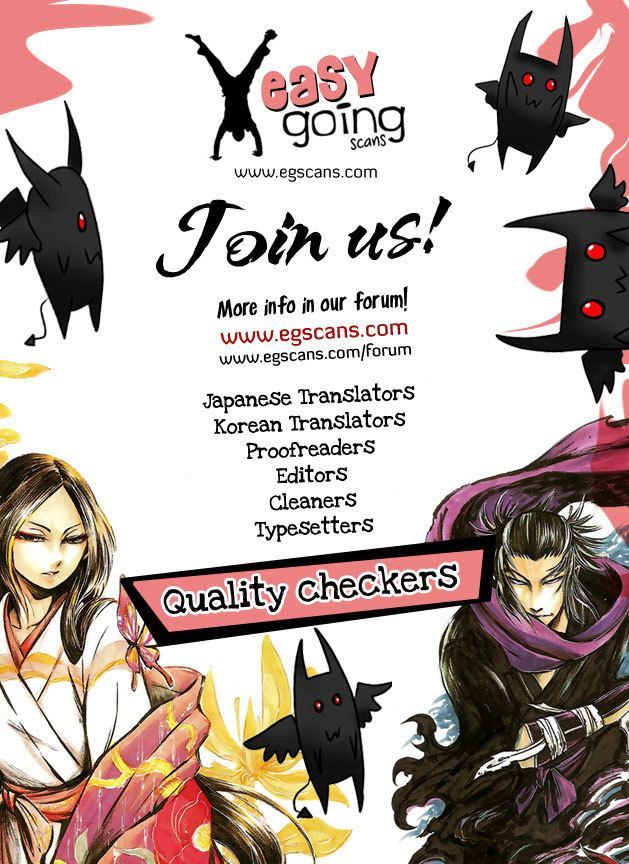 easy
going
scans
www.egscans.com
Join us!
More info in our forum!
www.egscans.com
www.egscans.com/forum
Japanese Translators
Korean Translators
Proofreaders
Editors
Cleaners
Typesetters
Quality checkers